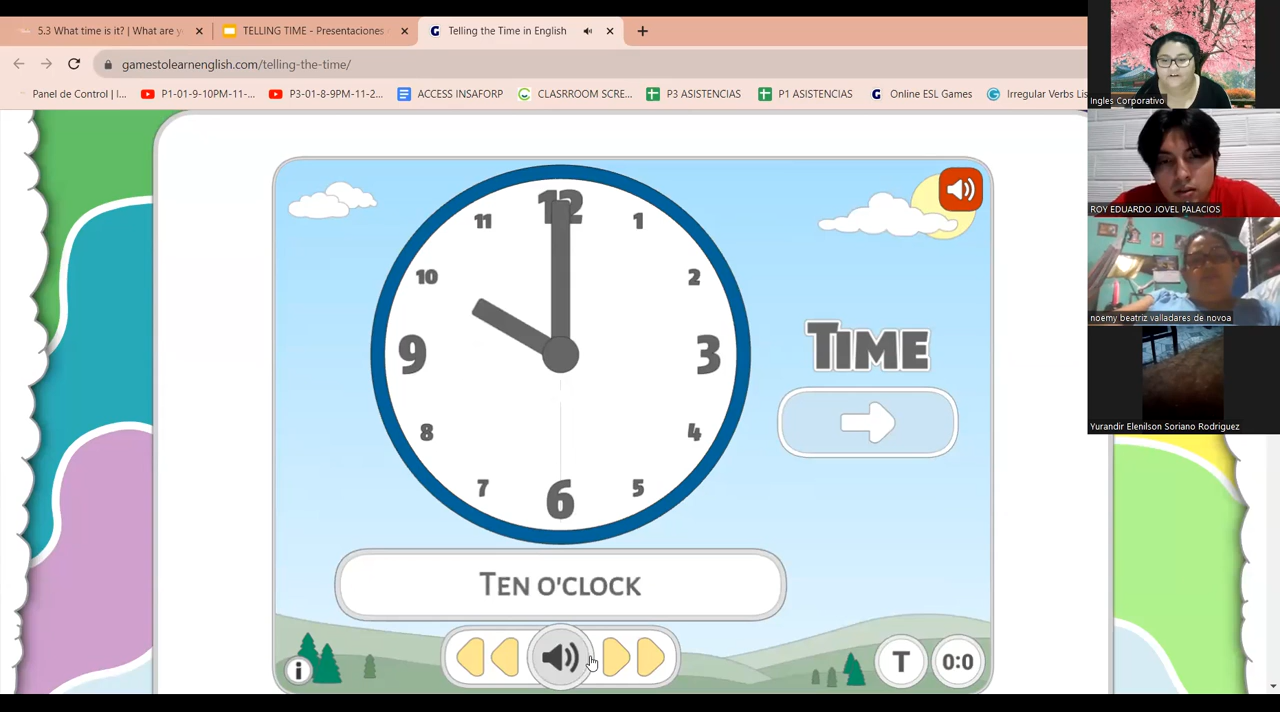 5.3 What time is it? | What are y
TELLING TIME - Presentaciones
Telling the Time in English
gamestolearnenglish.com/telling-the-time/
Panel de Control | I...
P1-01-9-10PM-11-...
P3-01-8-9PM-11-2...
ACCESS INSAFORP
CLASRROOM SCRE...
P3 ASISTENCIAS
P1 ASISTENCIAS
Online ESL Games
Irregular Verbs Lis
Ingles Corporativo
ROY EDUARDO JOVEL PALACIOS
noemy beatriz valladares de novoa
Yurandir Elenilson Soriano Rodriguez
12
11
1
10
2
9
3
8
4
7
5
6
TIME
TEN O'CLOCK
i
T
0:0